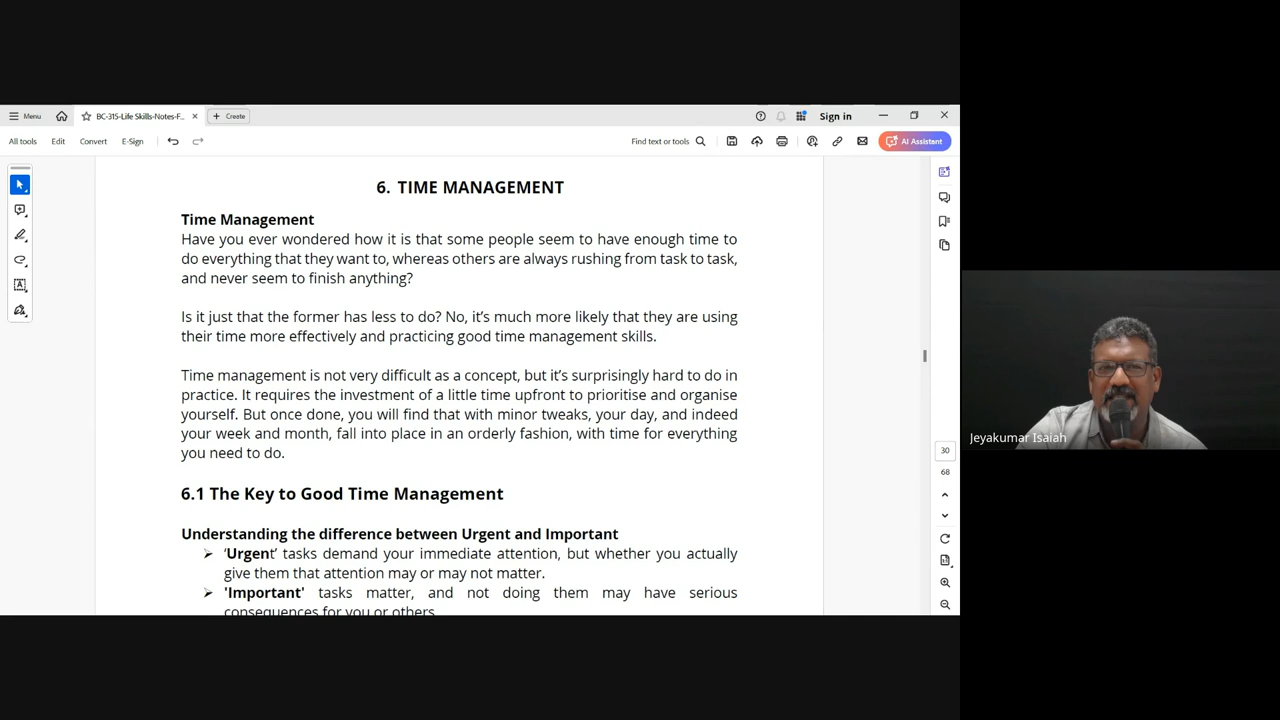 Menu
BC-315-Life Skills-Notes-F...
Create
Sign in
All tools
Edit
Convert
E-Sign
Find text or tools
AI Assistant
6. TIME MANAGEMENT
Time Management
Have you ever wondered how it is that some people seem to have enough time to
do everything that they want to, whereas others are always rushing from task to task,
and never seem to finish anything?
Is it just that the former has less to do? No, it's much more likely that they are using
their time more effectively and practicing good time management skills.
Time management is not very difficult as a concept, but it's surprisingly hard to do in
practice. It requires the investment of a little time upfront to prioritise and organise
yourself. But once done, you will find that with minor tweaks, your day, and indeed
your week and month, fall into place in an orderly fashion, with time for everything
you need to do.
6.1 The Key to Good Time Management
Understanding the difference between Urgent and Important
➢ 'Urgent' tasks demand your immediate attention, but whether you actually
give them that attention may or may not matter.
➢ 'Important' tasks matter, and not doing them may have serious
consequences for you or others.
30
68
Jeyakumar Isaiah